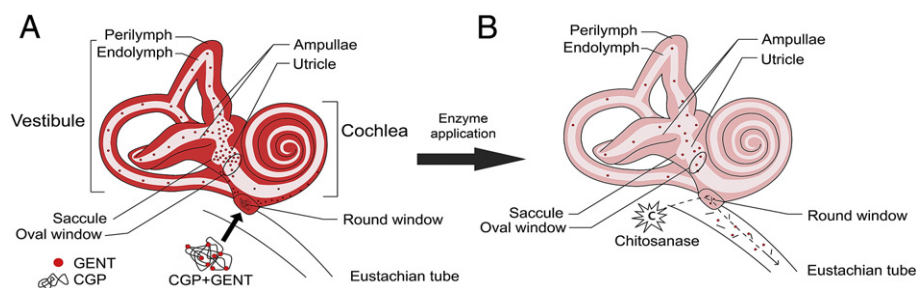 A
Perilymph
Endolymph
Ampullae
Utricle
Vestibule
Cochlea
Saccule
Oval window
Round window
GENT
CGP
CGP+GENT
Eustachian tube
Enzyme
application
B
Perilymph
Endolymph
Ampullae
Utricle
Saccule
Oval window
C
Chitosanase
Round window
Eustachian tube